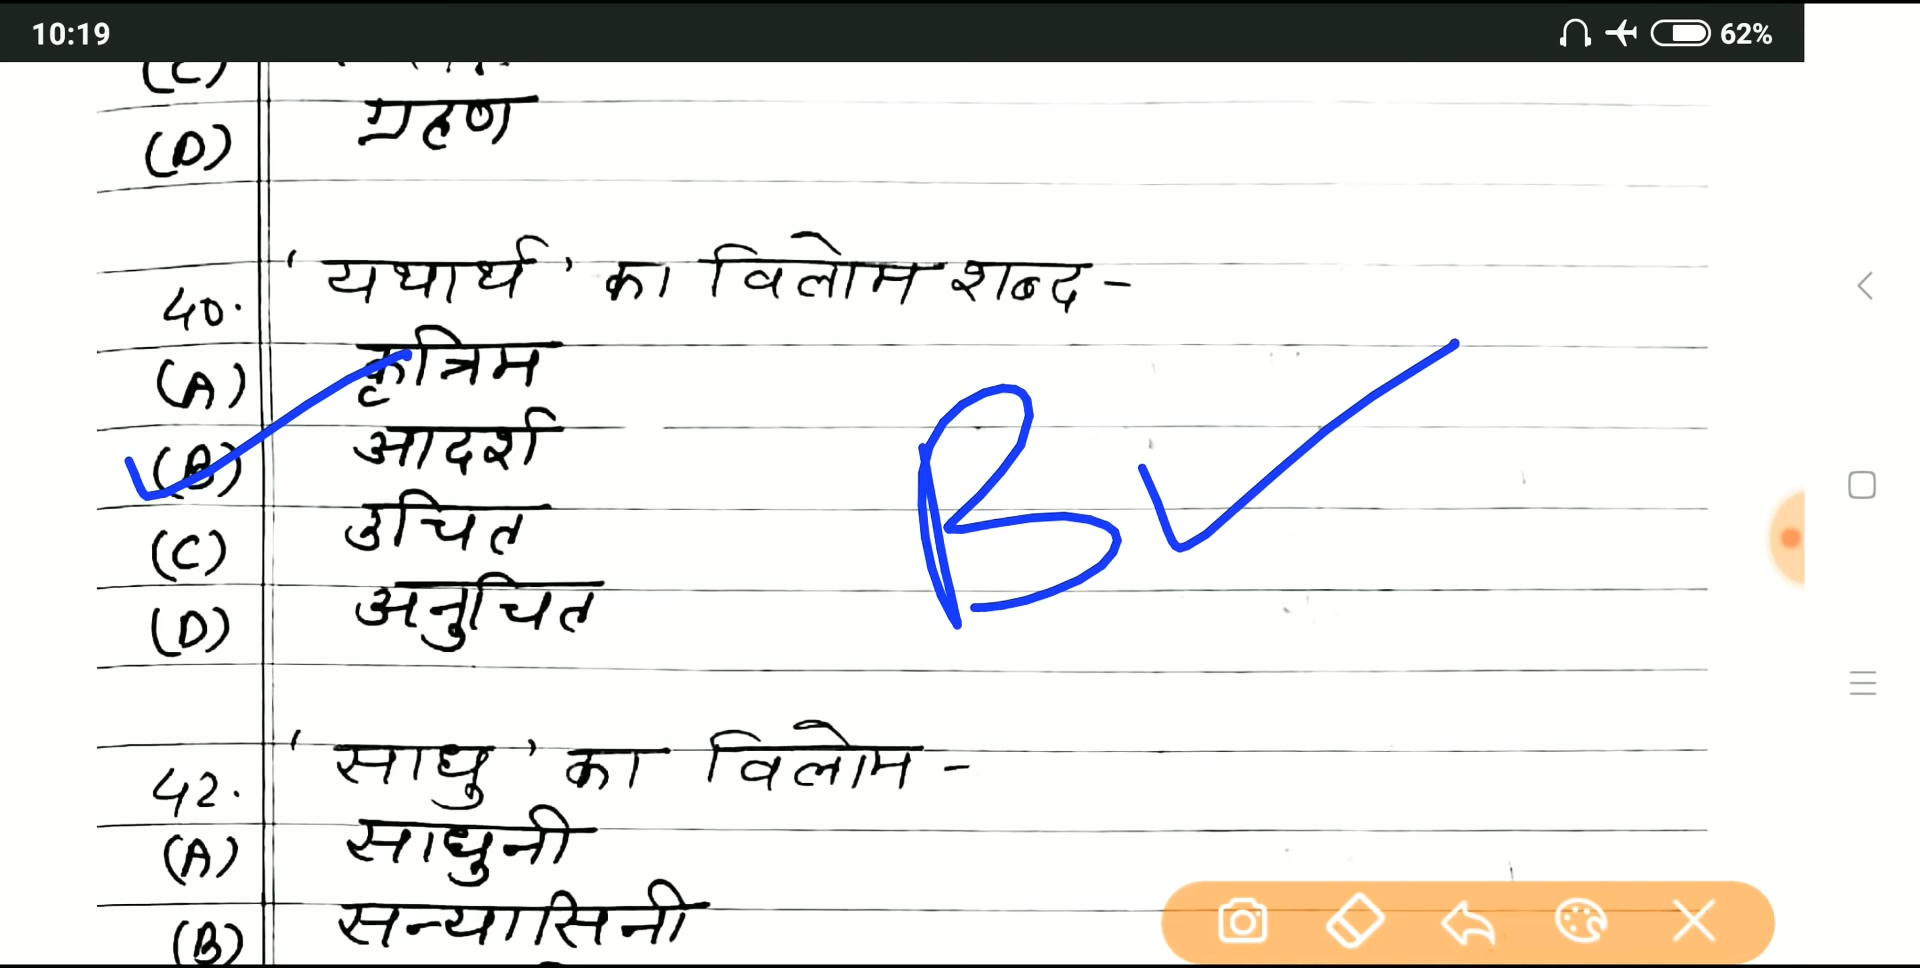 10:19 62%
(C)
(D) ग्रहण
40. 'यथार्थ' का विलोम शब्द -
(A) कृत्रिम
(B) आदर्श
(C) उचित
(D) अनुचित
B
42. 'साधु' का विलोम -
(A) साधुनी
(B) सन्यासिनी